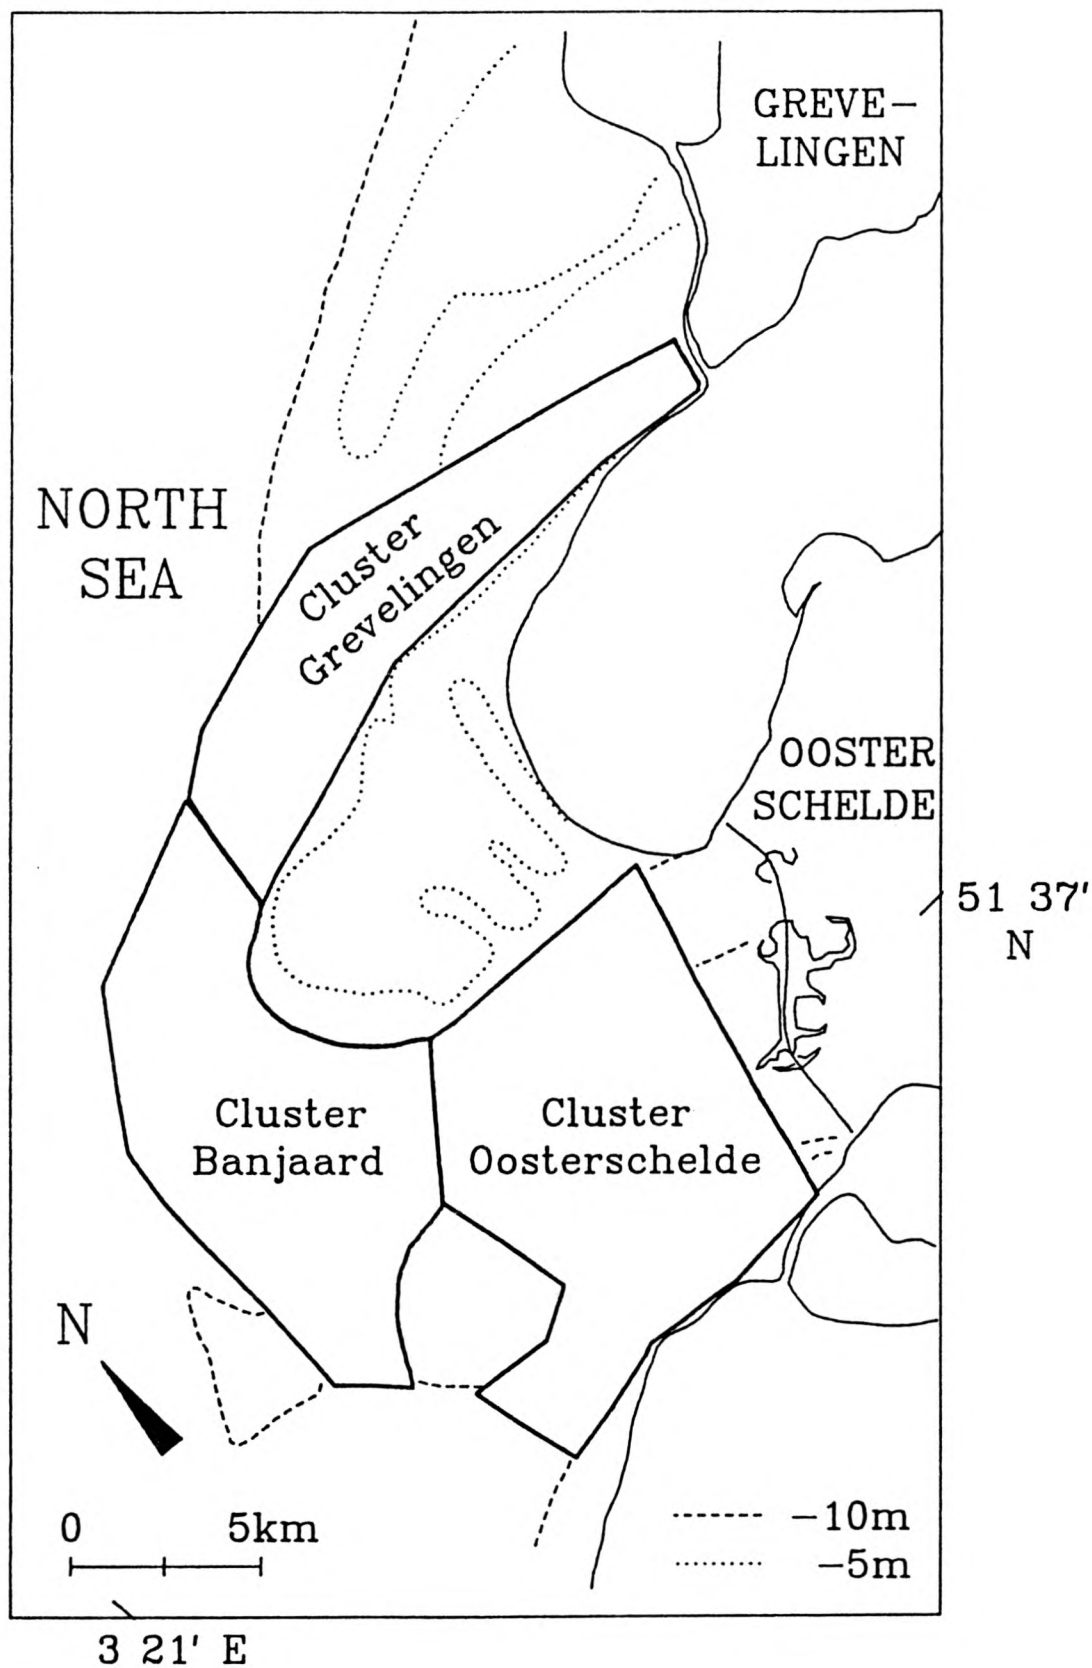 GREVE-
LINGEN
NORTH
SEA
Cluster
Grevelingen
OOSTER
SCHELDE
51 37'
N
Cluster
Banjaard
Cluster
Oosterschelde
N
0 5km
-10m
-5m
3 21' E